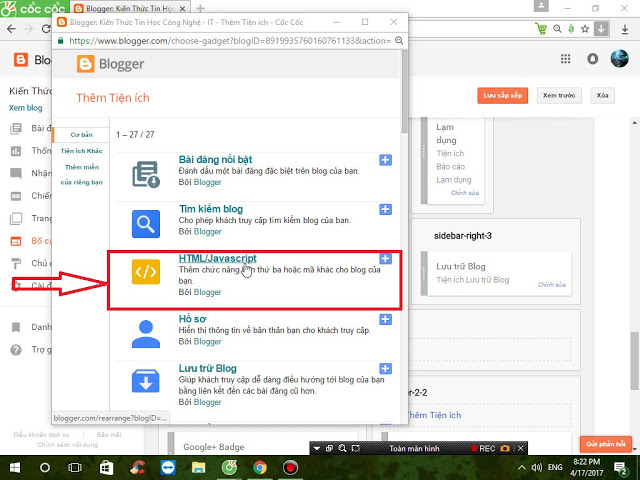 cốc cốc
Blogger: Kiến Thức Tin H
Blogger: Kiến Thức Tin Học Công Nghệ - IT - Thêm Tiện ích - Cốc Cốc
https://www.blogger.com/choose-gadget?blogID=8919935760160761133&action=
Blogger
Thêm Tiện ích
Cơ bản
Tiện ích Khác
Thêm miền
của riêng bạn
1 – 27 / 27
Bài đăng nổi bật
Đánh dấu một bài đăng đặc biệt trên blog của bạn.
Bởi Blogger
Tìm kiếm blog
Cho phép khách truy cập tìm kiếm blog của bạn.
Bởi Blogger
HTML/Javascript
Thêm chức năng thứ ba hoặc mã khác cho blog của
bạn.
Bởi Blogger
Hồ sơ
Hiển thị thông tin về bản thân bạn cho khách truy cập.
Bởi Blogger
Lưu trữ Blog
Giúp khách truy cập dễ dàng điều hướng tới blog của bạn
bằng liên kết đến các bài đăng cũ hơn.
Bởi Blogger
blogger.com/rearrange?blogID=...
Blo
Kiến Thứ
Xem blog
Bài đ
Thốn
Nhận
Chiến
Trang
Bố cụ
Chủ đ
Cài đ
Danh
Trợ g
Điều khoản dịch vụ
Bảo mật
Chính sách nội dung
Lưu sắp xếp
Xem trước
Xóa
Lạm
dụng
Tiện ích
Báo cáo
Lạm dụng
Chỉnh sửa
sidebar-right-3
Lưu trữ Blog
Tiện ích Lưu trữ Blog
Chỉnh sửa
er-2-2
Thêm Tiện ích
Google+ Badge
Gửi phản hồi
Toàn màn hình
REC
ENG
8:22 PM
4/17/2017